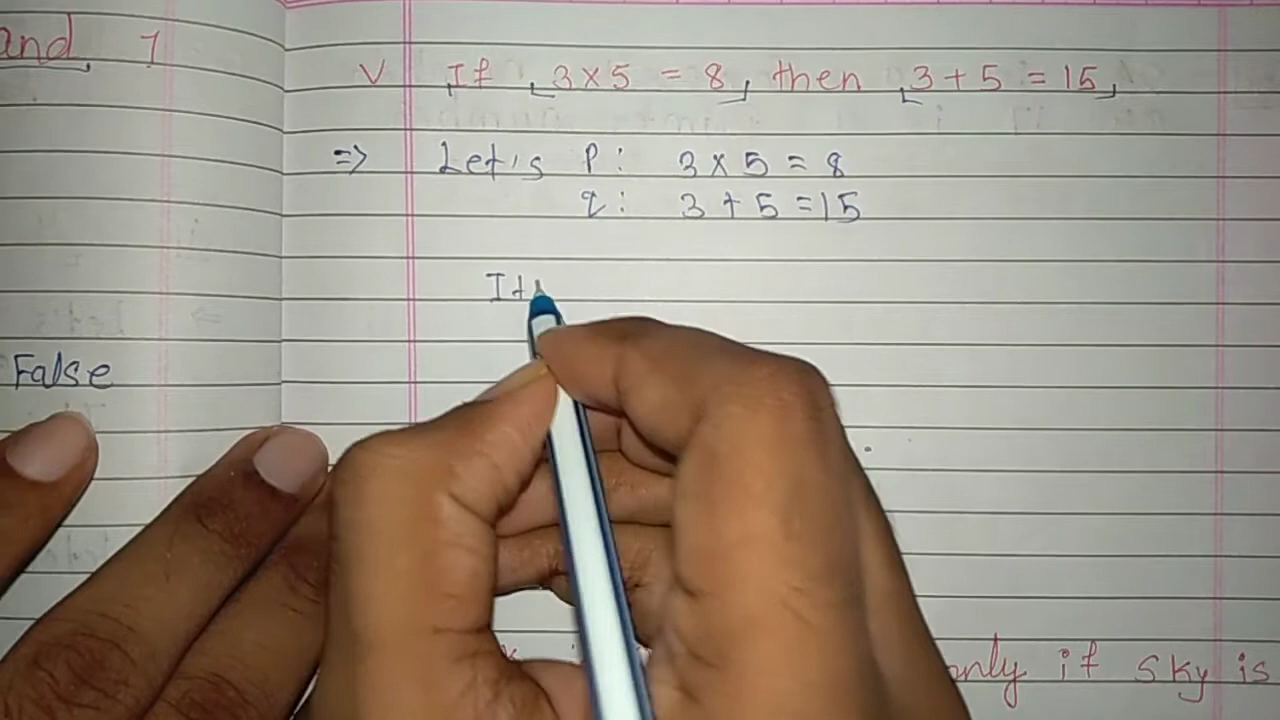 and 7
V If 3×5 = 8, then 3+5 = 15,
=> Let's P: 3×5=8
q: 3+5=15
It
False
only if sky is